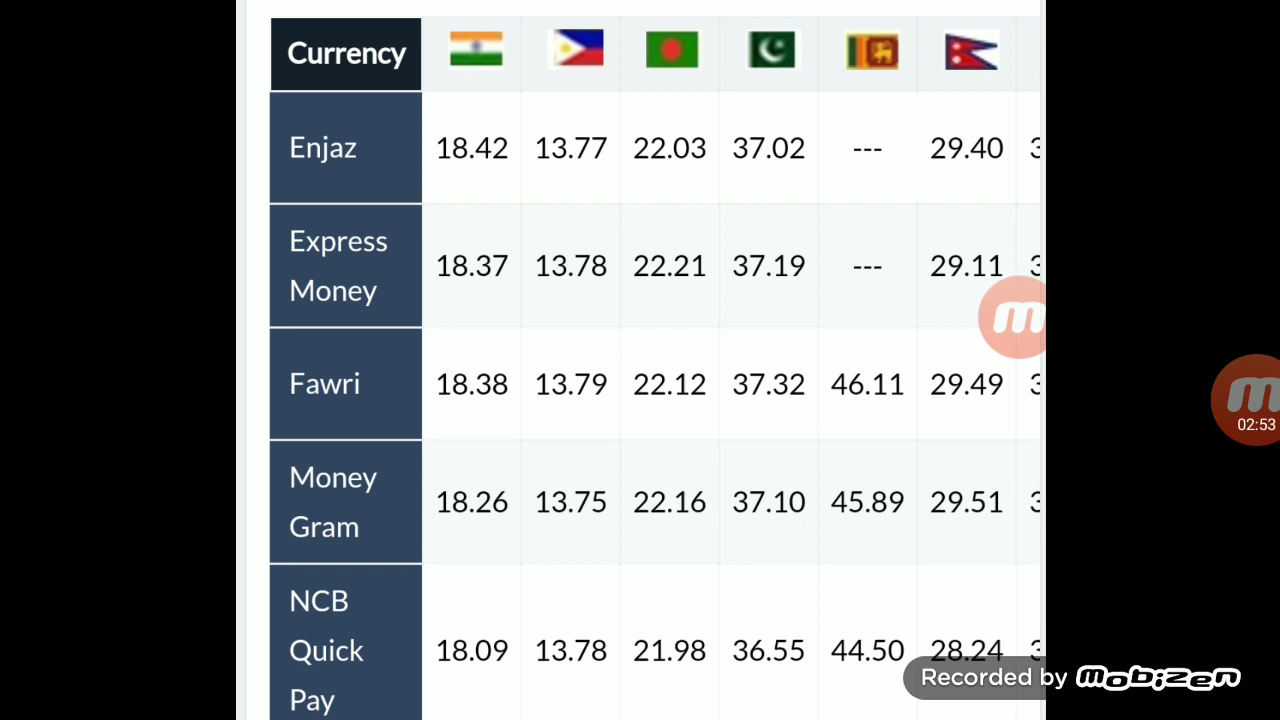 Currency
Enjaz 18.42 13.77 22.03 37.02 --- 29.40
Express
Money 18.37 13.78 22.21 37.19 --- 29.11
Fawri 18.38 13.79 22.12 37.32 46.11 29.49
Money
Gram 18.26 13.75 22.16 37.10 45.89 29.51
NCB
Quick
Pay 18.09 13.78 21.98 36.55 44.50 28.24
02:53
Recorded by Mobizen